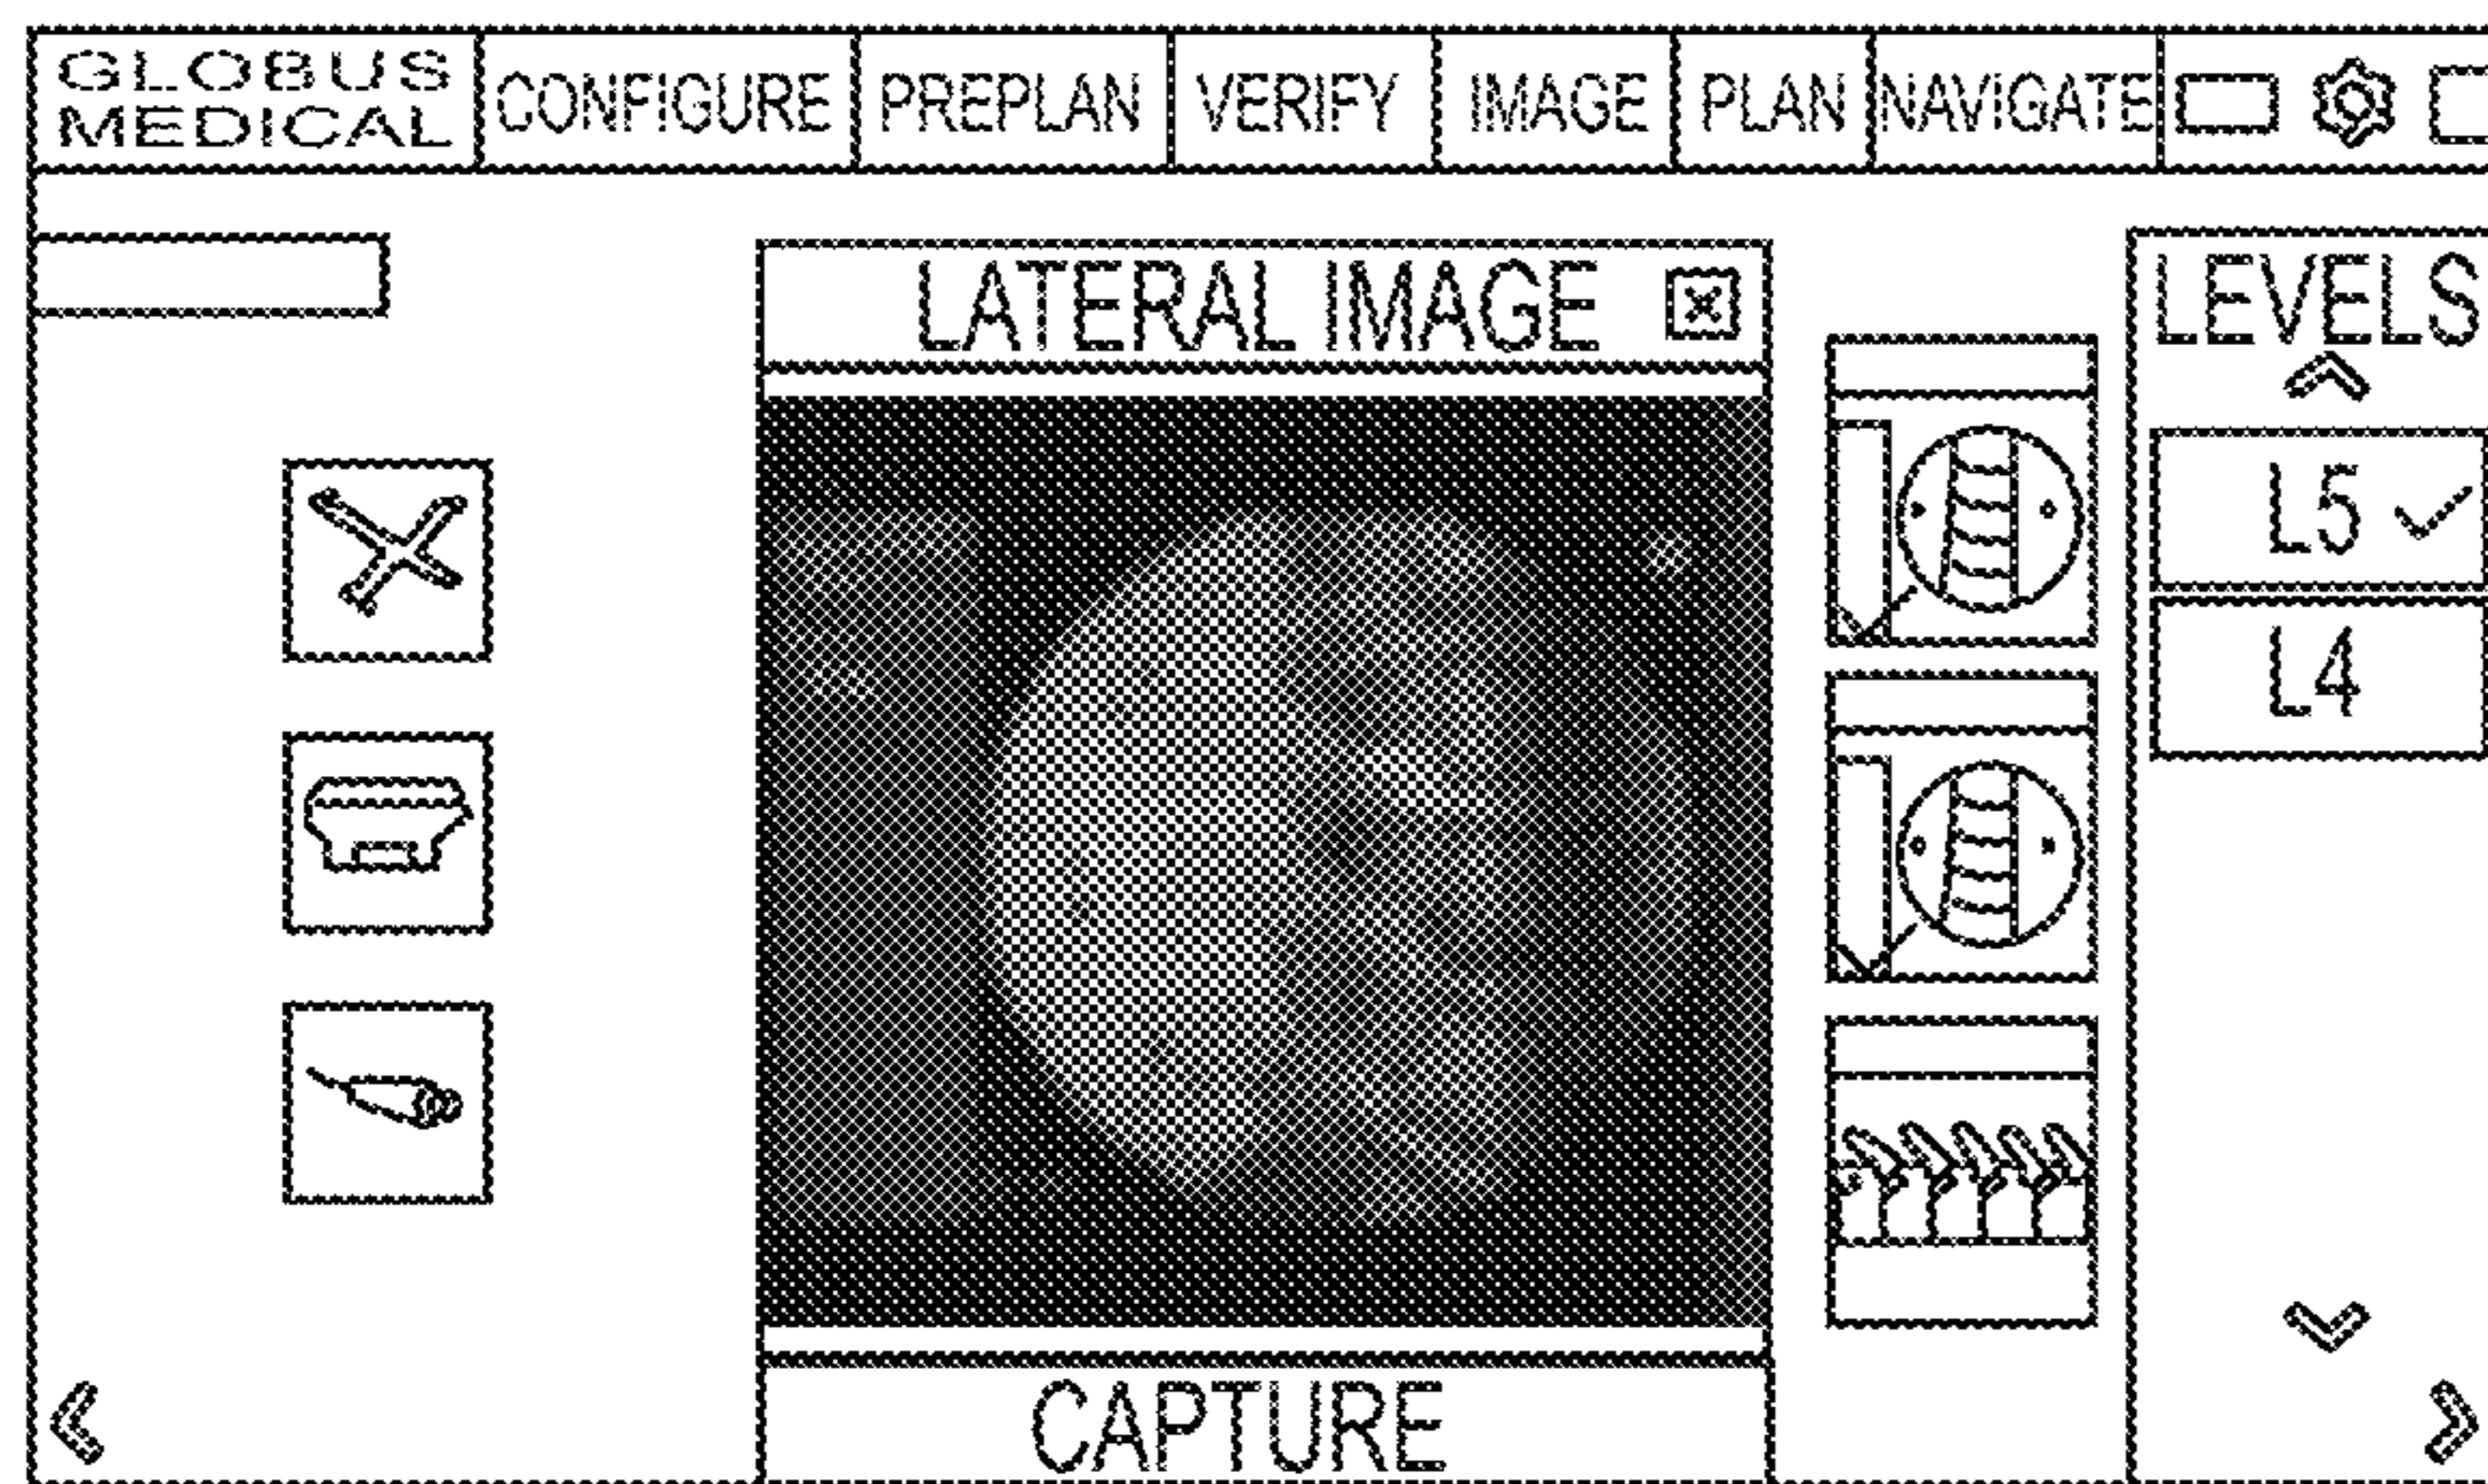 GLOBUS
MEDICAL
CONFIGURE
PREPLAN
VERIFY
IMAGE
PLAN
NAVIGATE
LATERAL IMAGE
LEVELS
L5
L4
CAPTURE